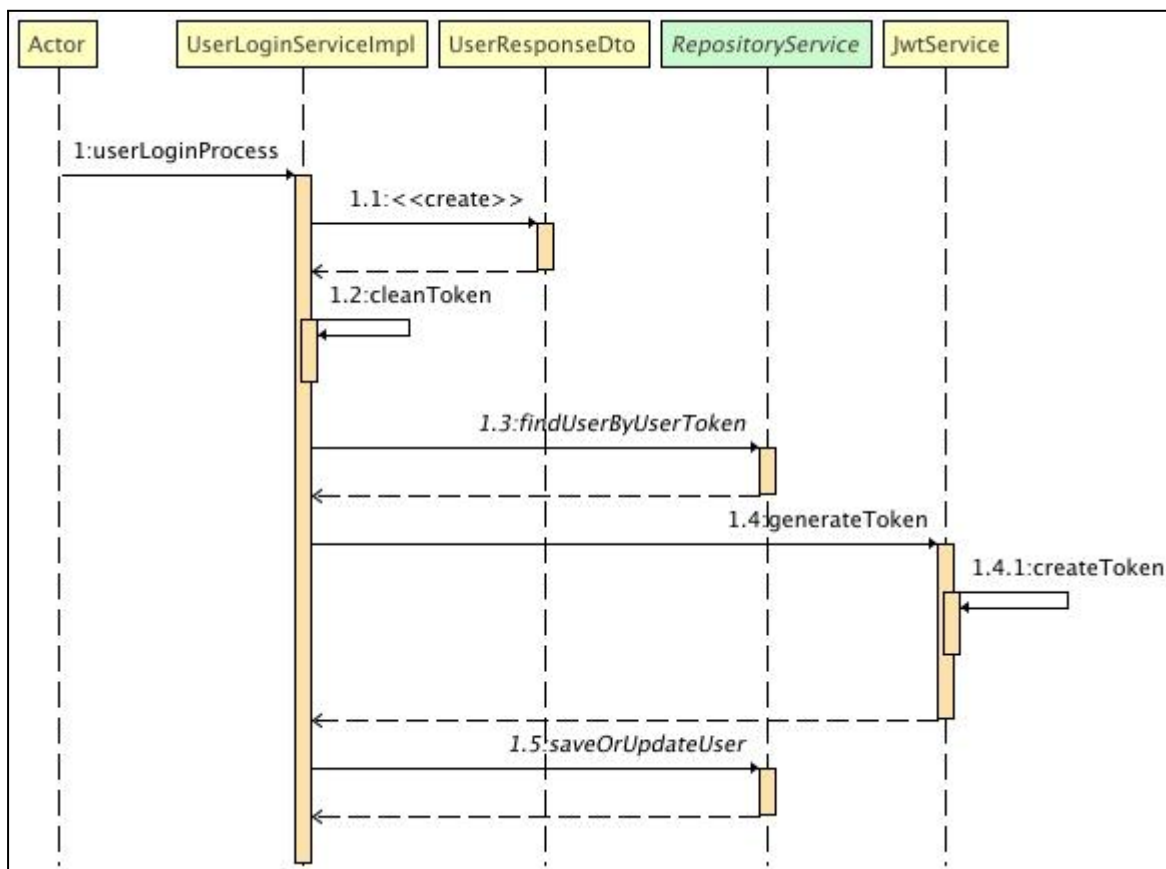 Actor
UserLoginServiceImpl
UserResponseDto
RepositoryService
JwtService
1:userLoginProcess
1.1:<<create>>
1.2:cleanToken
1.3:findUserByUserToken
1.4:generateToken
1.4.1:createToken
1.5:saveOrUpdateUser